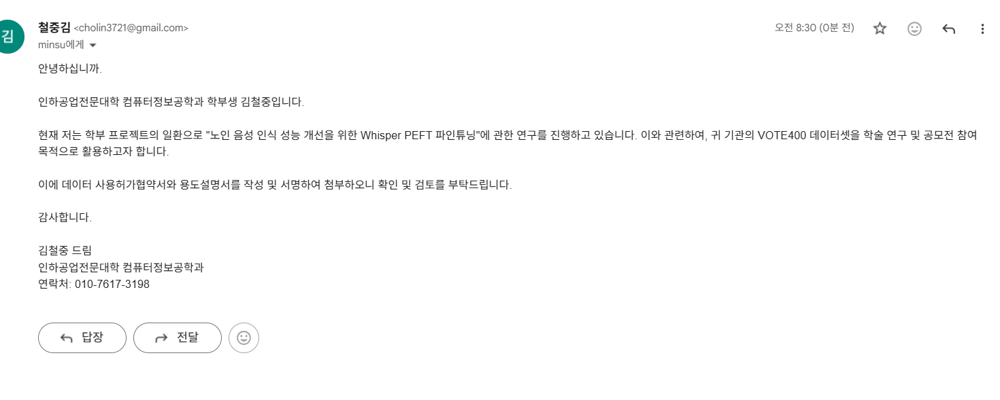 김
철중김 <cholin3721@gmail.com>
오전 8:30 (0분 전)
minsu에게
안녕하십니까.
인하공업전문대학 컴퓨터정보공학과 학부생 김철중입니다.
현재 저는 학부 프로젝트의 일환으로 "노인 음성 인식 성능 개선을 위한 Whisper PEFT 파인튜닝"에 관한 연구를 진행하고 있습니다. 이와 관련하여, 귀 기관의 VOTE400 데이터셋을 학술 연구 및 공모전 참여
목적으로 활용하고자 합니다.
이에 데이터 사용허가협약서와 용도설명서를 작성 및 서명하여 첨부하오니 확인 및 검토를 부탁드립니다.
감사합니다.
김철중 드림
인하공업전문대학 컴퓨터정보공학과
연락처: 010-7617-3198
답장
전달